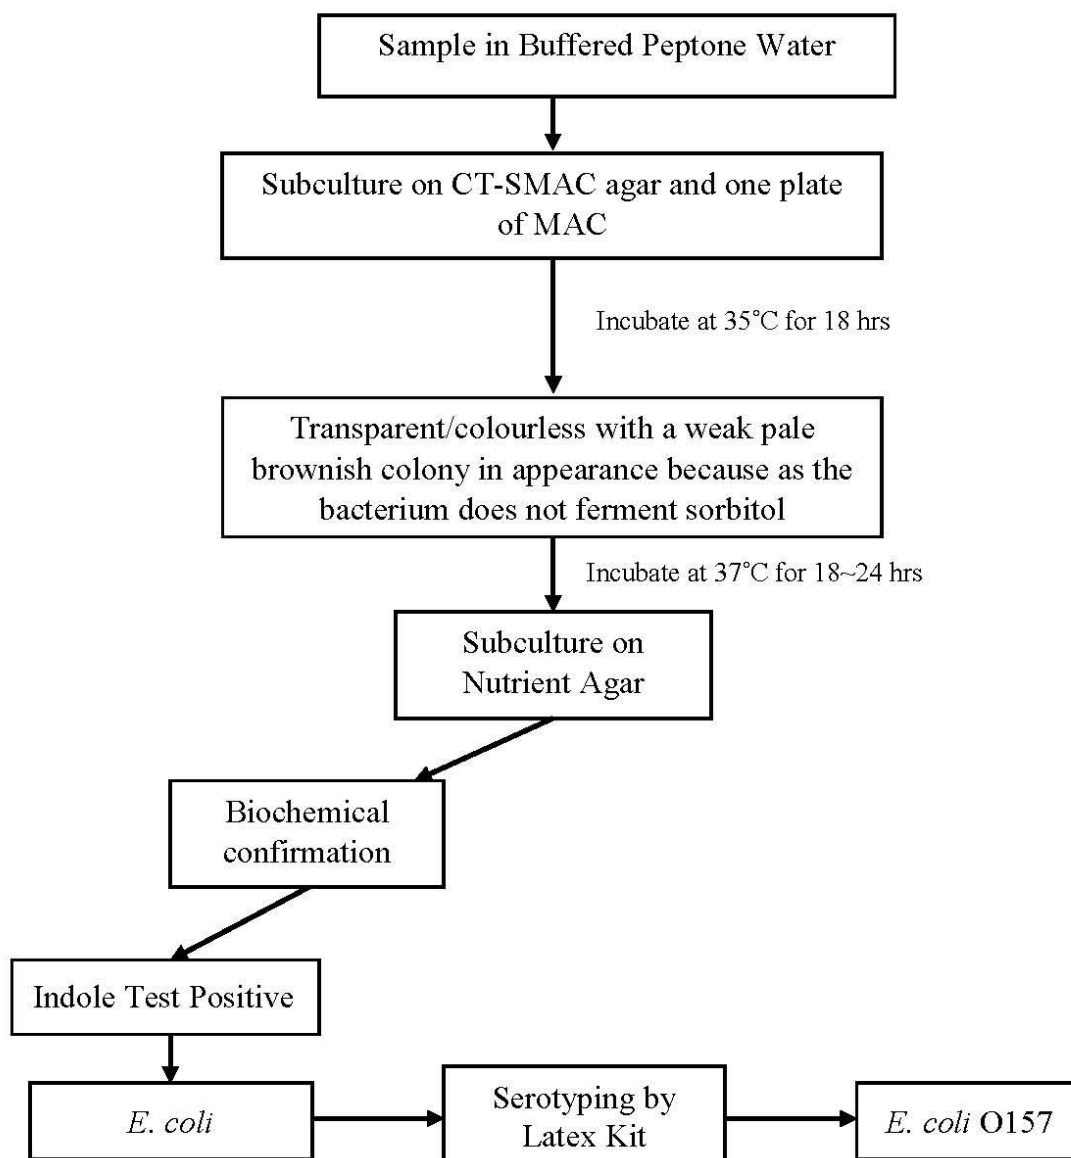 Sample in Buffered Peptone Water
Subculture on CT-SMAC agar and one plate
of MAC
Incubate at 35°C for 18 hrs
Transparent/colourless with a weak pale
brownish colony in appearance because as the
bacterium does not ferment sorbitol
Incubate at 37°C for 18~24 hrs
Subculture on
Nutrient Agar
Biochemical
confirmation
Indole Test Positive
E. coli
Serotyping by
Latex Kit
E. coli O157